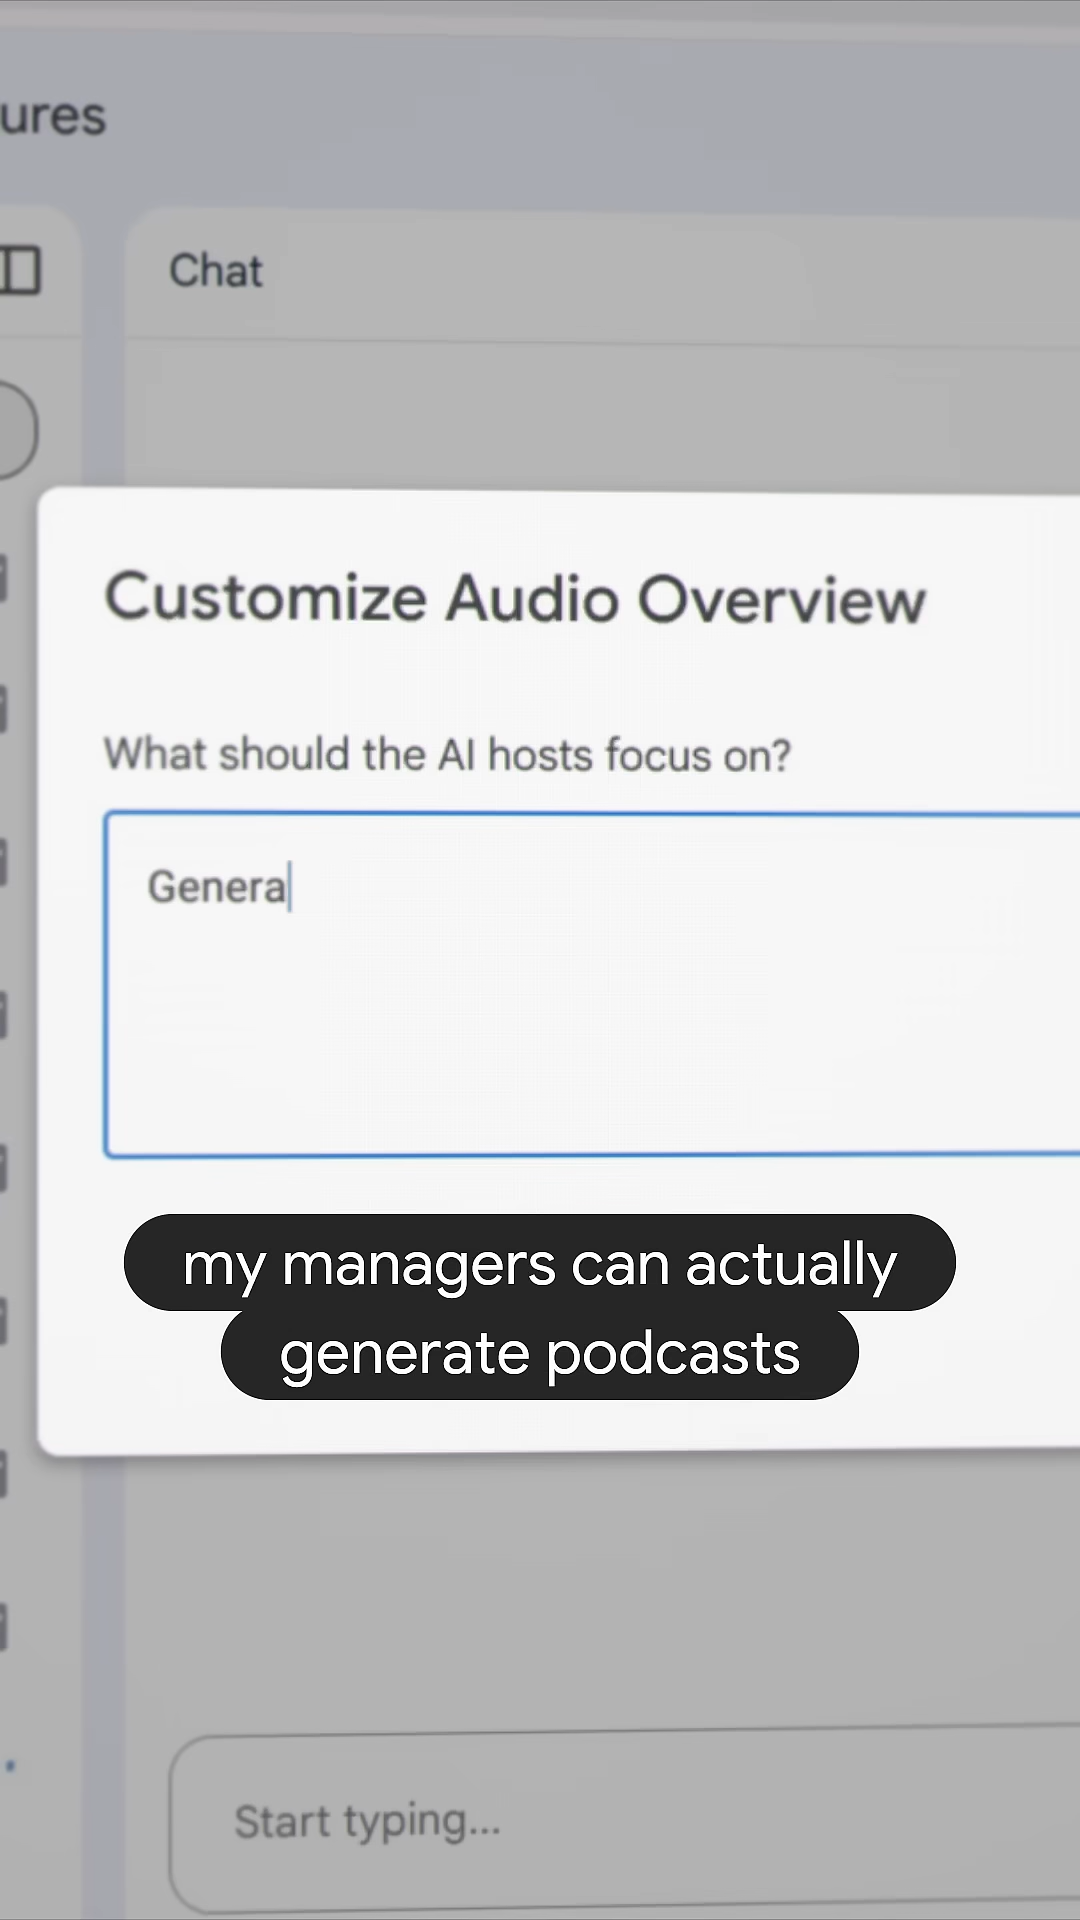 ures
Chat
Customize Audio Overview
What should the AI hosts focus on?
Genera
my managers can actually
generate podcasts
Start typing...